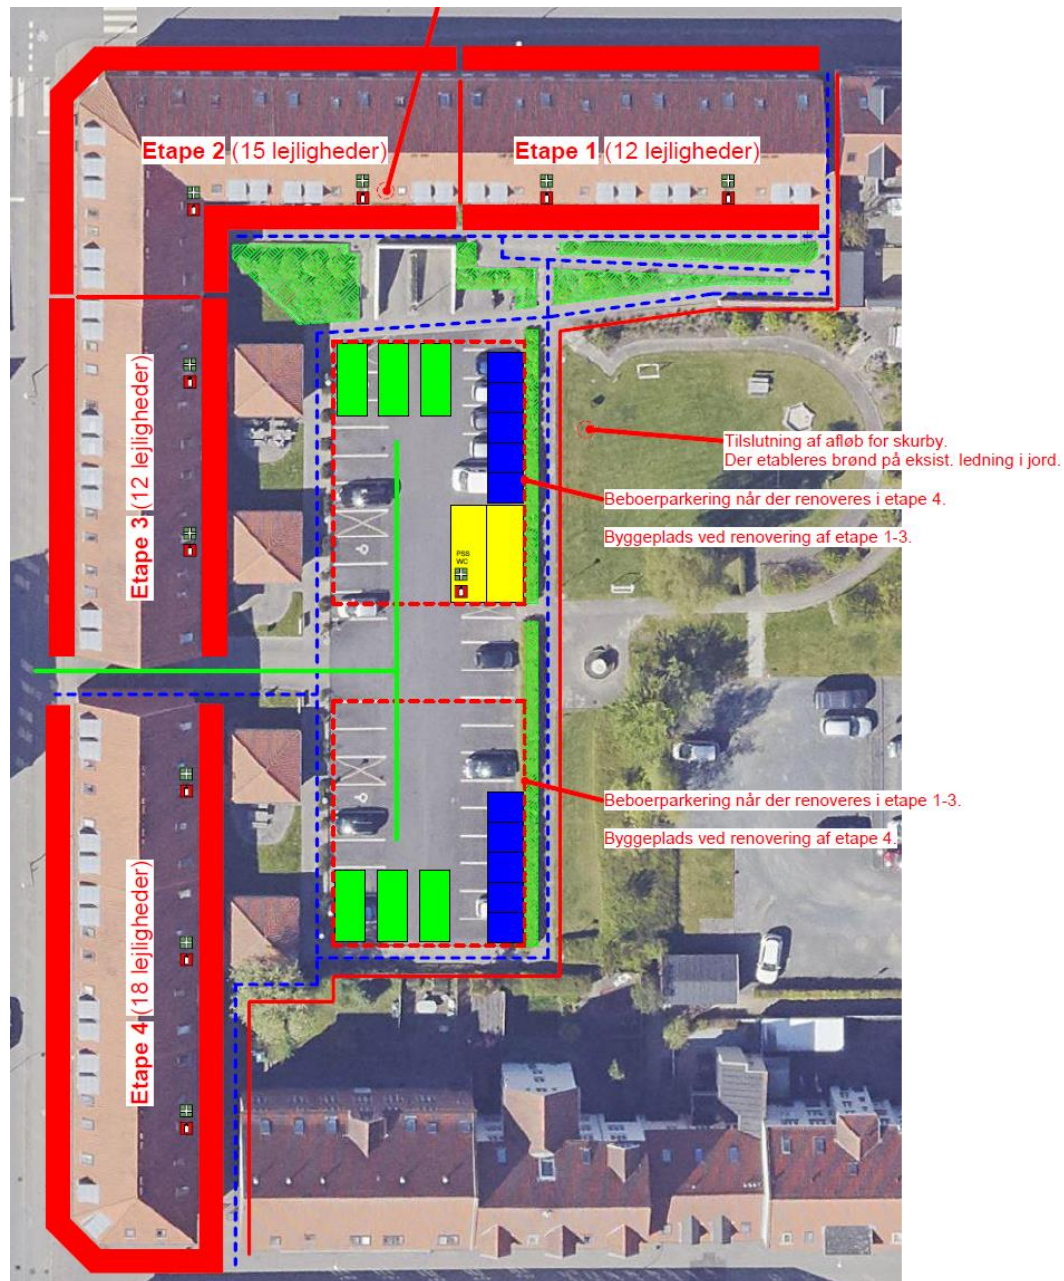 Etape 2 (15 lejligheder)
Etape 1 (12 lejligheder)
Etape 3 (12 lejligheder)
Tilslutning af afløb for skurby.
Der etableres brønd på eksist. ledning i jord.
Beboerparkering når der renoveres i etape 4.
Byggeplads ved renovering af etape 1-3.
PSS
WC
Beboerparkering når der renoveres i etape 1-3.
Byggeplads ved renovering af etape 4.
Etape 4 (18 lejligheder)